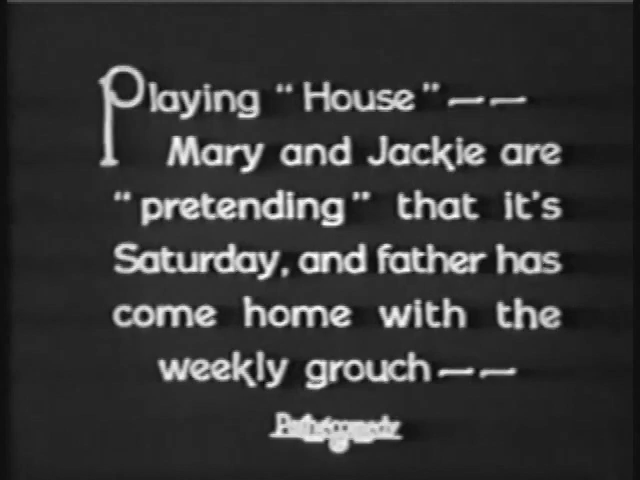 Playing "House"——
Mary and Jackie are
"pretending" that it's
Saturday, and father has
come home with the
weekly grouch——
Pathécomedy